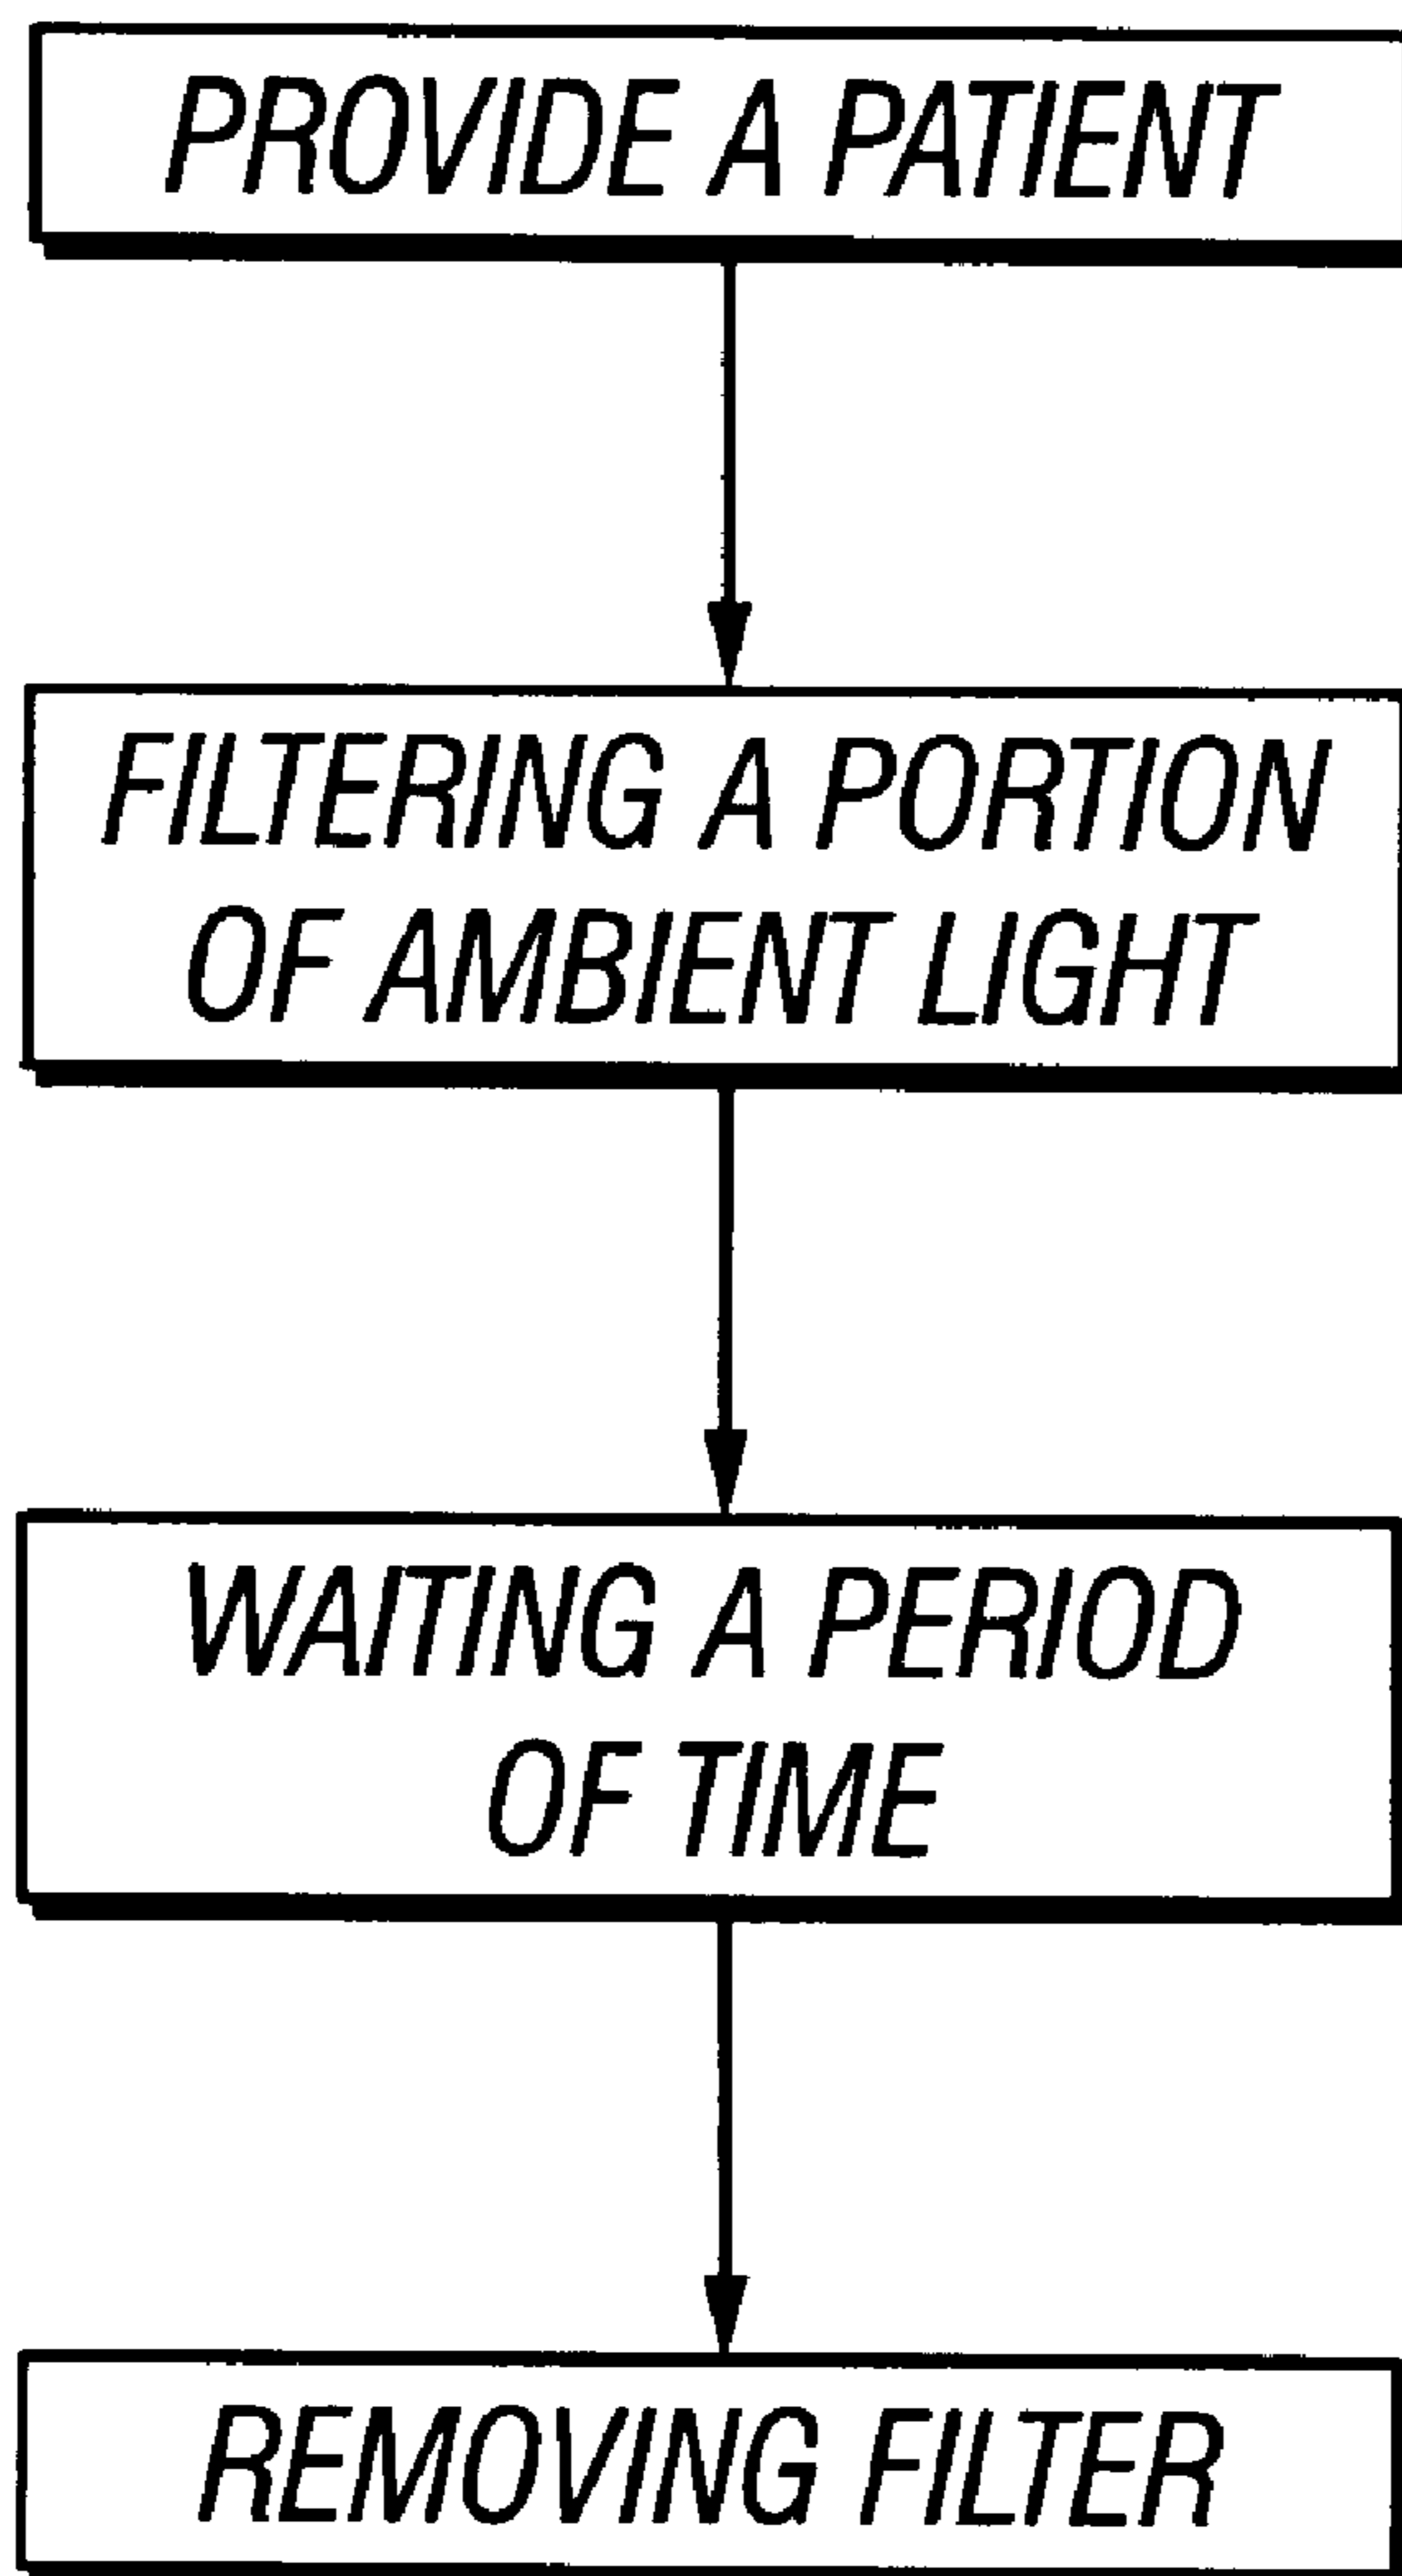 PROVIDE A PATIENT
FILTERING A PORTION
OF AMBIENT LIGHT
WAITING A PERIOD
OF TIME
REMOVING FILTER